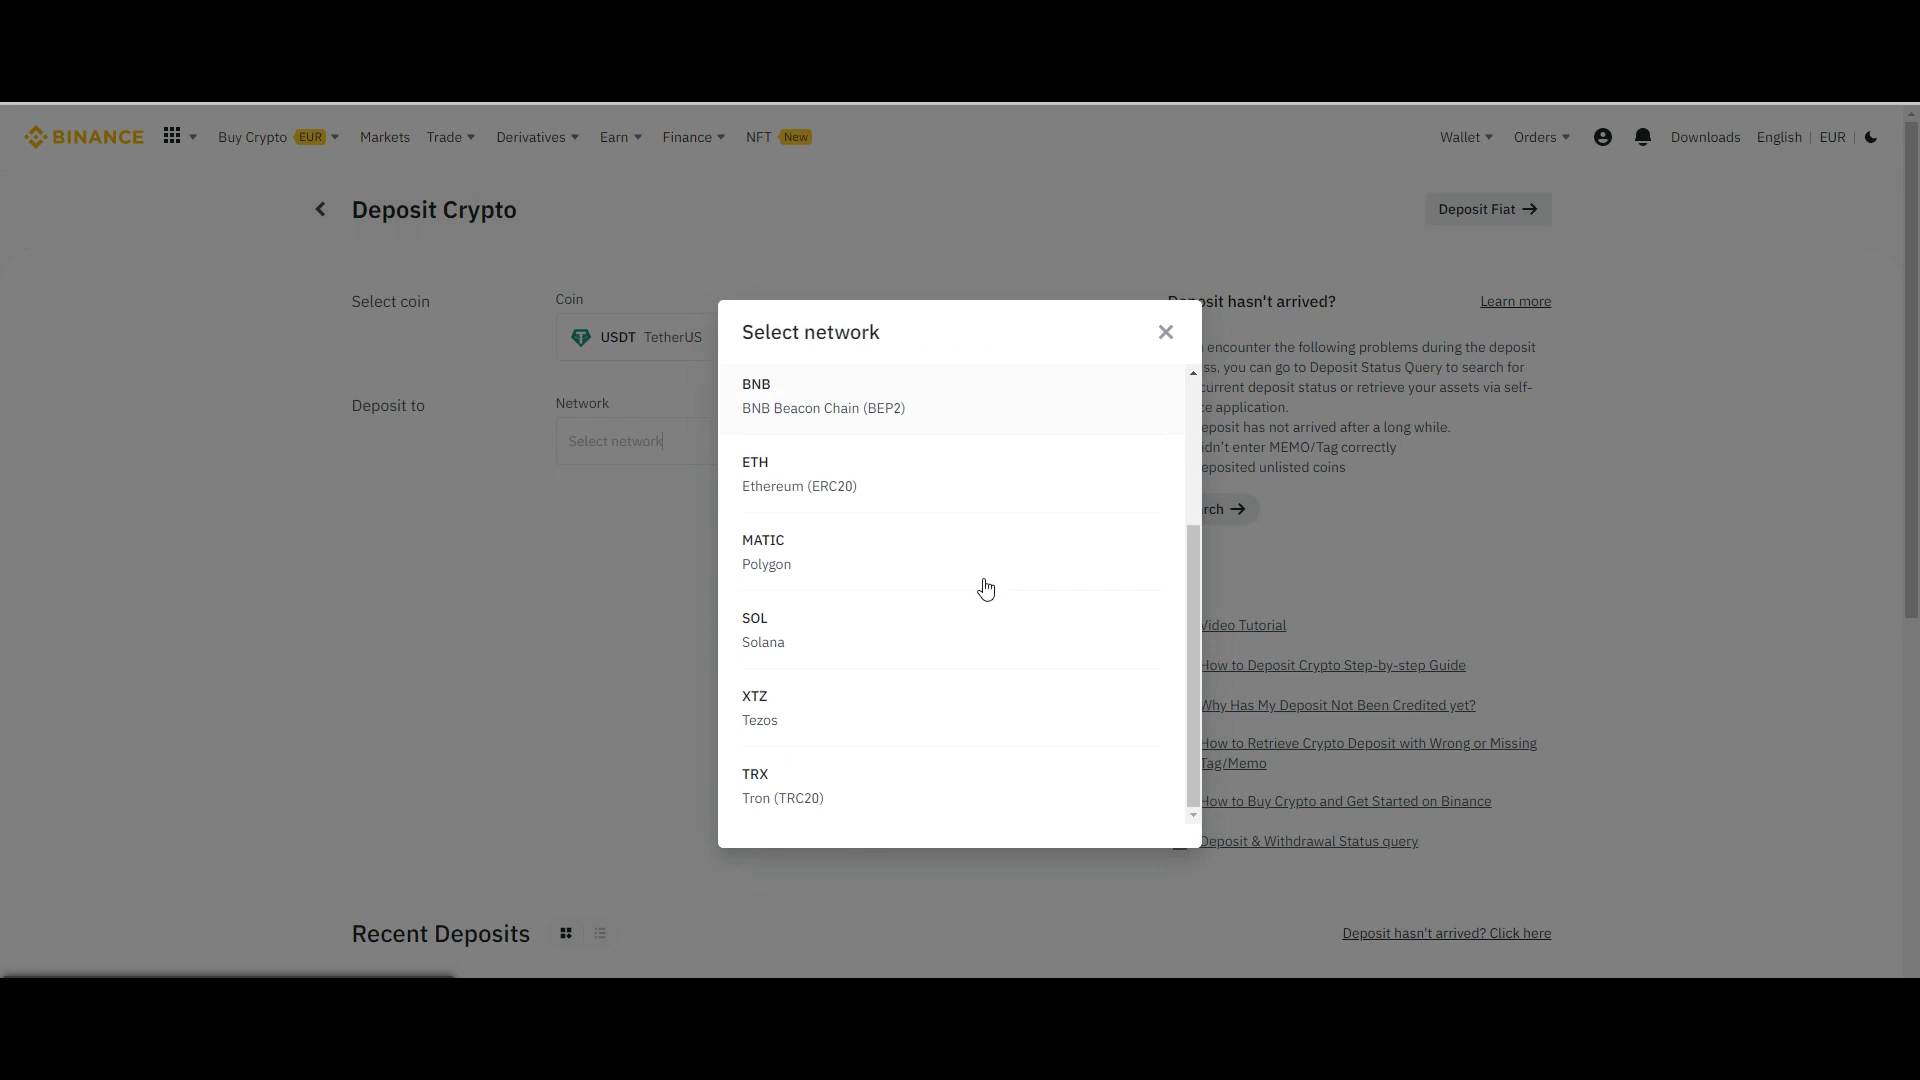 BINANCE
Buy Crypto EUR
Markets
Trade
Derivatives
Earn
Finance
NFT New
Wallet
Orders
Downloads
English | EUR |
Deposit Crypto
Deposit Fiat
Select coin
Coin
USDT TetherUS
Deposit to
Network
Select network
Select network
BNB
BNB Beacon Chain (BEP2)
ETH
Ethereum (ERC20)
MATIC
Polygon
SOL
Solana
XTZ
Tezos
TRX
Tron (TRC20)
sit hasn't arrived?
Learn more
encounter the following problems during the deposit
ss, you can go to Deposit Status Query to search for
urrent deposit status or retrieve your assets via self-
e application.
eposit has not arrived after a long while.
dn't enter MEMO/Tag correctly
eposited unlisted coins
rch
Video Tutorial
How to Deposit Crypto Step-by-step Guide
Why Has My Deposit Not Been Credited yet?
How to Retrieve Crypto Deposit with Wrong or Missing
Tag/Memo
How to Buy Crypto and Get Started on Binance
Deposit & Withdrawal Status query
Recent Deposits
Deposit hasn't arrived? Click here